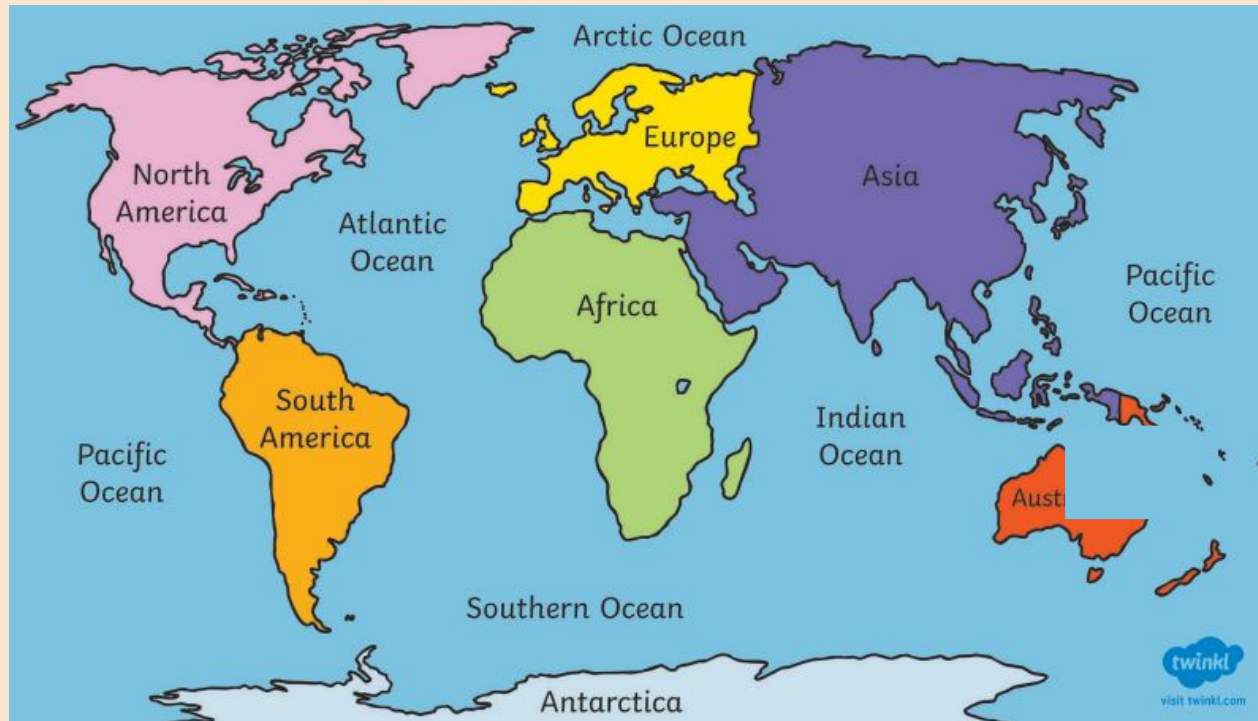 Arctic Ocean
Europe
North
America
Asia
Atlantic
Ocean
Africa
Pacific
Ocean
South
America
Indian
Ocean
Pacific
Ocean
Aust
Southern Ocean
Antarctica
twinkl
visit twinkl.com